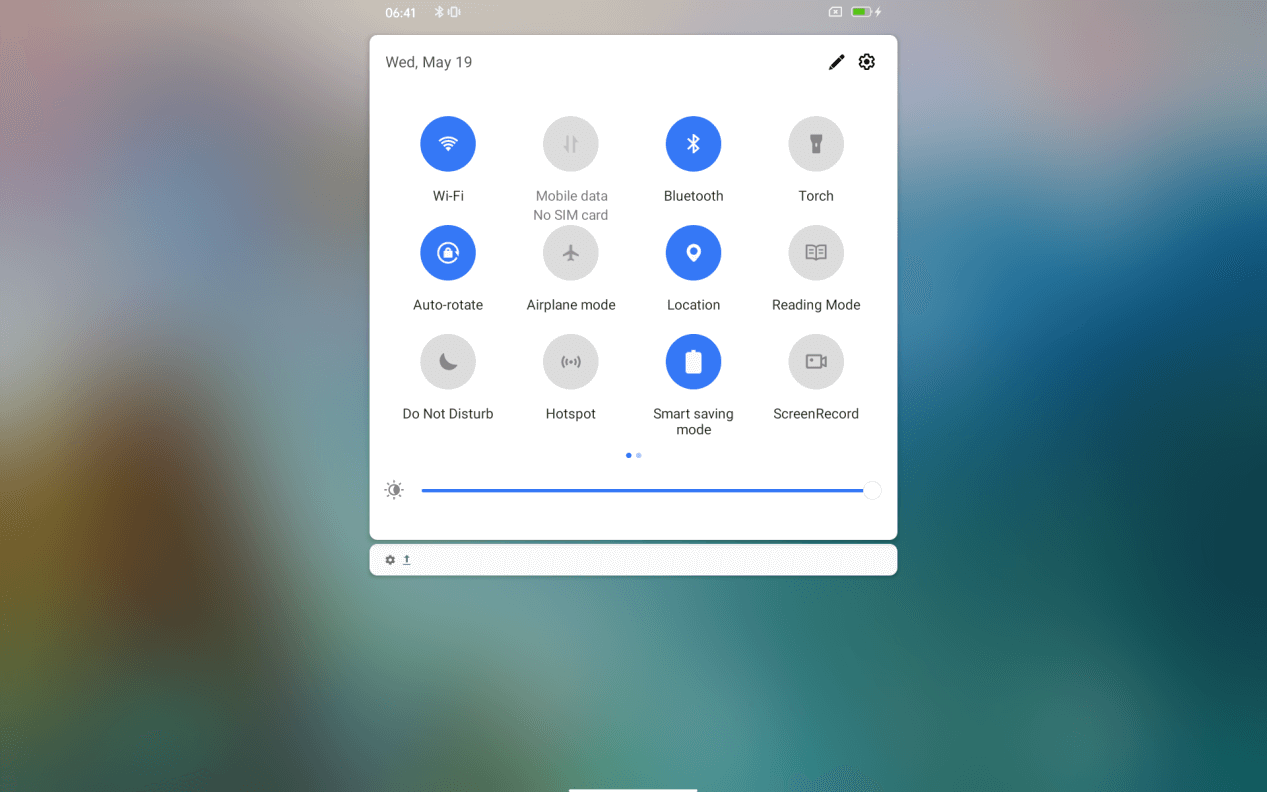 06:41
Wed, May 19
Wi-Fi
Mobile data
No SIM card
Bluetooth
Torch
Auto-rotate
Airplane mode
Location
Reading Mode
Do Not Disturb
Hotspot
Smart saving
mode
ScreenRecord